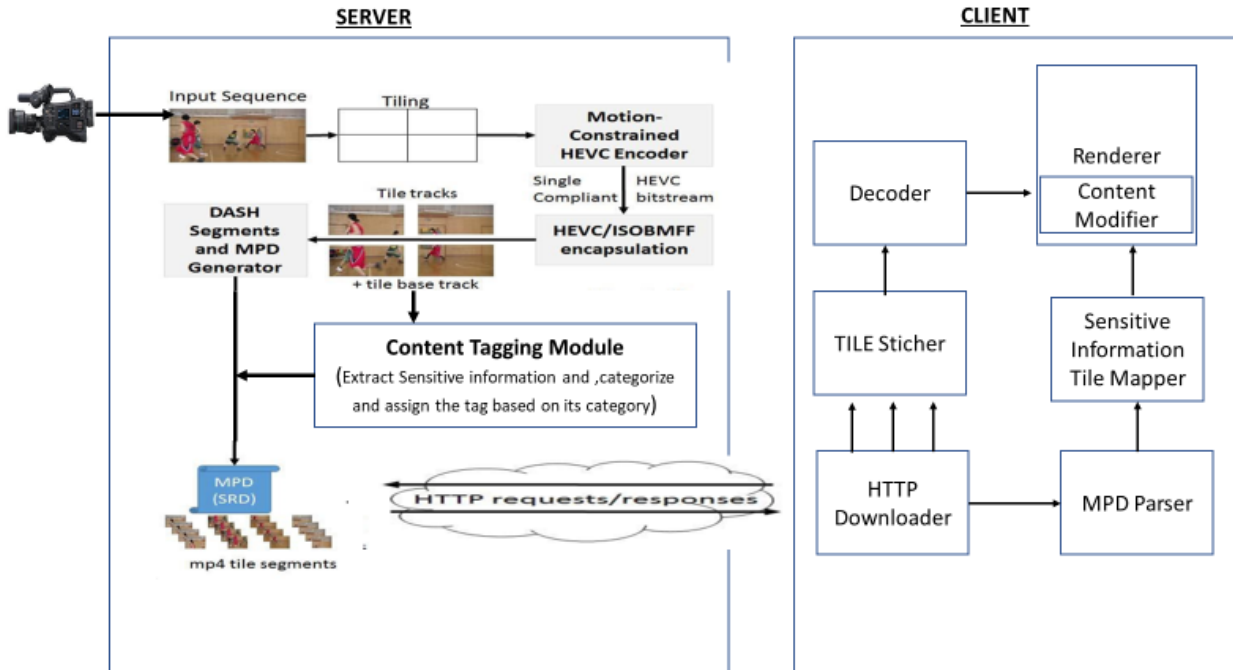 SERVER
Input Sequence
Tiling
Motion-
Constrained
HEVC Encoder
Single HEVC
Compliant bitstream
Tile tracks
DASH
Segments
and MPD
Generator
HEVC/ISOBMFF
encapsulation
+ tile base track
Content Tagging Module
(Extract Sensitive information and ,categorize
and assign the tag based on its category)
MPD
(SRD)
mp4 tile segments
HTTP requests/responses
CLIENT
Renderer
Content
Modifier
Decoder
TILE Sticher
Sensitive
Information
Tile Mapper
HTTP
Downloader
MPD Parser